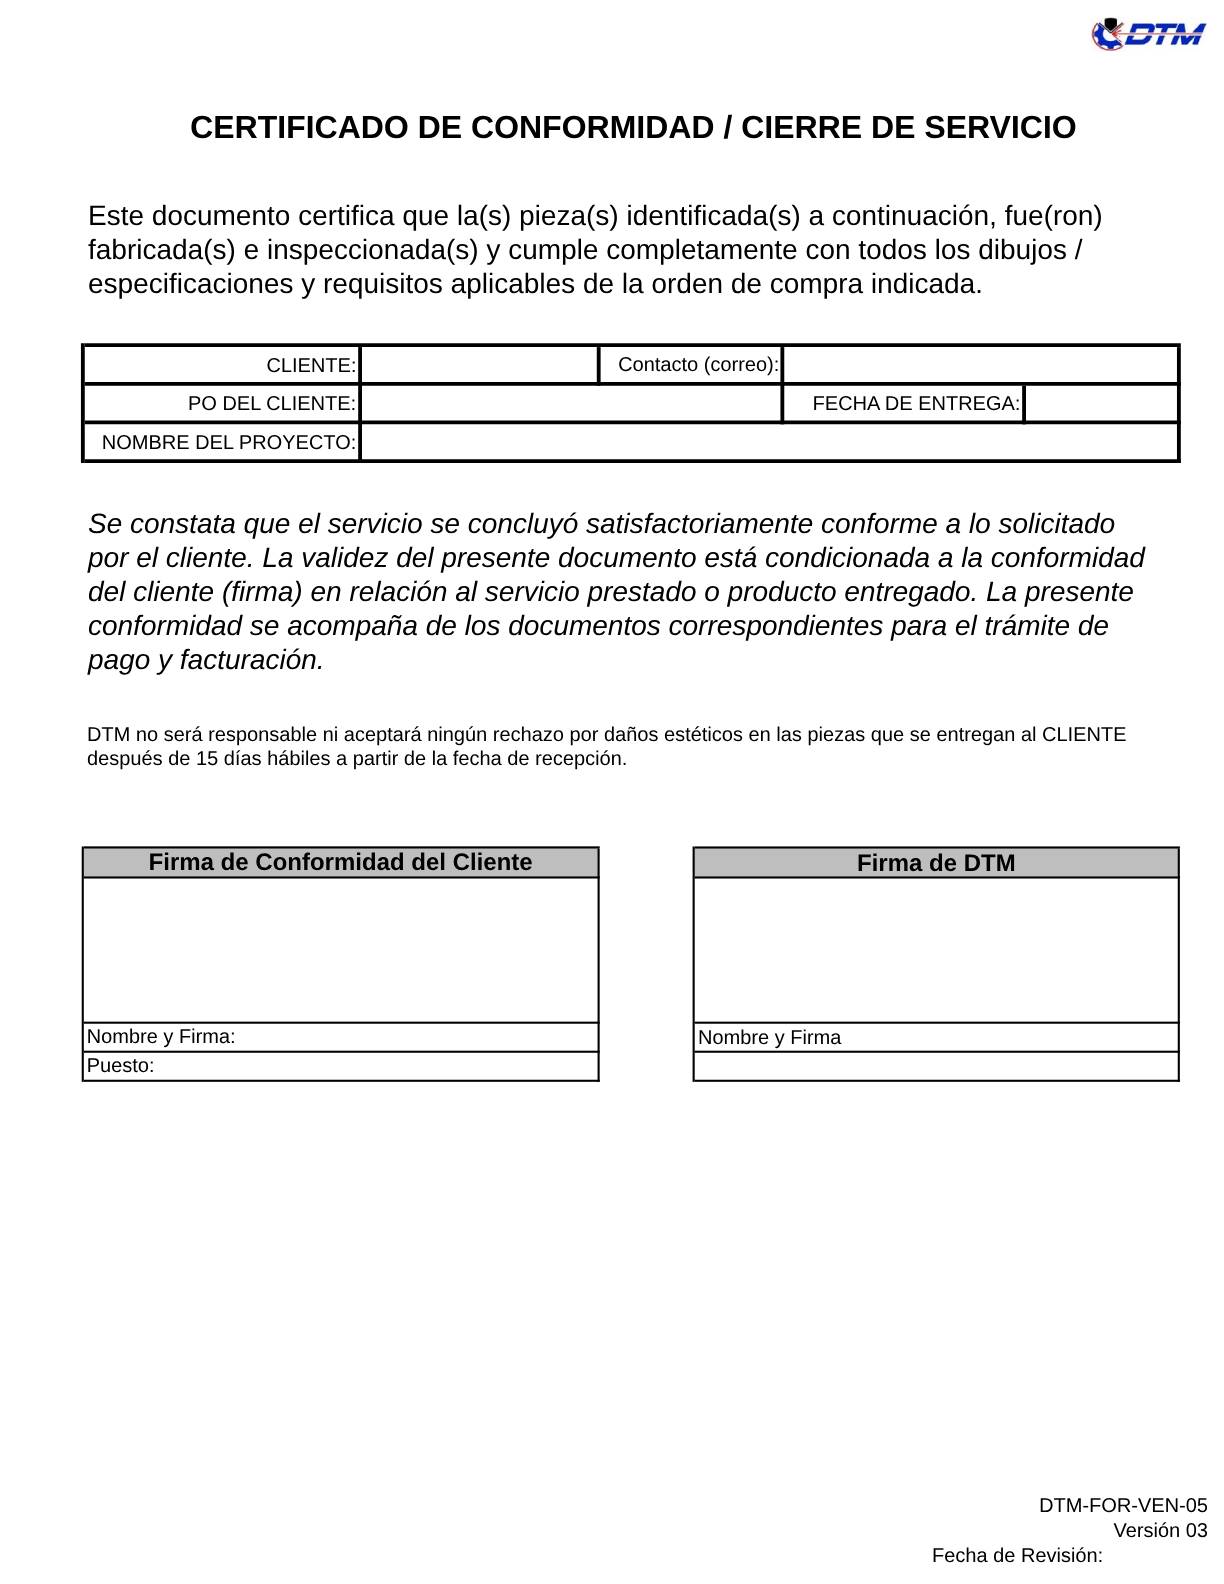 DTM
CERTIFICADO DE CONFORMIDAD / CIERRE DE SERVICIO
Este documento certifica que la(s) pieza(s) identificada(s) a continuación, fue(ron)
fabricada(s) e inspeccionada(s) y cumple completamente con todos los dibujos /
especificaciones y requisitos aplicables de la orden de compra indicada.
CLIENTE: Contacto (correo):
PO DEL CLIENTE: FECHA DE ENTREGA:
NOMBRE DEL PROYECTO:
Se constata que el servicio se concluyó satisfactoriamente conforme a lo solicitado
por el cliente. La validez del presente documento está condicionada a la conformidad
del cliente (firma) en relación al servicio prestado o producto entregado. La presente
conformidad se acompaña de los documentos correspondientes para el trámite de
pago y facturación.
DTM no será responsable ni aceptará ningún rechazo por daños estéticos en las piezas que se entregan al CLIENTE
después de 15 días hábiles a partir de la fecha de recepción.
Firma de Conformidad del Cliente
Nombre y Firma:
Puesto:
Firma de DTM
Nombre y Firma
DTM-FOR-VEN-05
Versión 03
Fecha de Revisión: